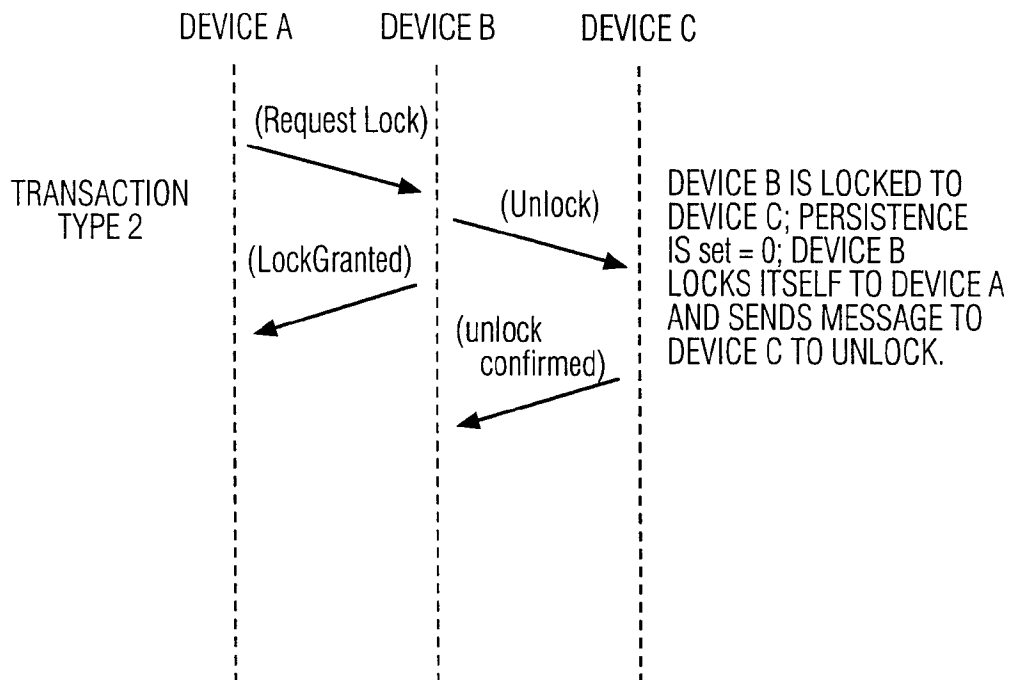 DEVICE A DEVICE B DEVICE C
(Request Lock)
TRANSACTION
TYPE 2
(Unlock)
(LockGranted)
(unlock
confirmed)
DEVICE B IS LOCKED TO
DEVICE C; PERSISTENCE
IS set = 0; DEVICE B
LOCKS ITSELF TO DEVICE A
AND SENDS MESSAGE TO
DEVICE C TO UNLOCK.